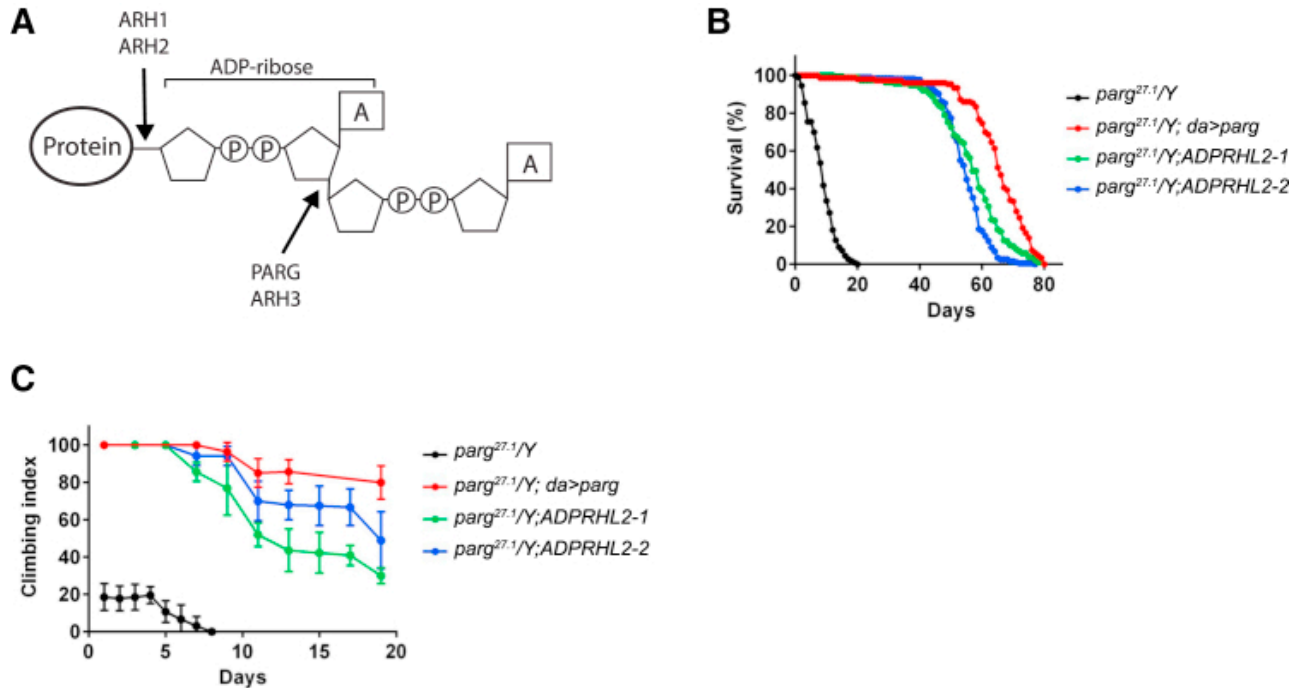 A
ARH1
ARH2
ADP-ribose
Protein
P P
A
P P
A
PARG
ARH3
B
Survival (%)
100
80
60
40
20
0
0 20 40 60 80
Days
parg27.1/Y
parg27.1/Y; da>parg
parg27.1/Y;ADPRHL2-1
parg27.1/Y;ADPRHL2-2
C
Climbing index
100
80
60
40
20
0
0 5 10 15 20
Days
parg27.1/Y
parg27.1/Y; da>parg
parg27.1/Y;ADPRHL2-1
parg27.1/Y;ADPRHL2-2